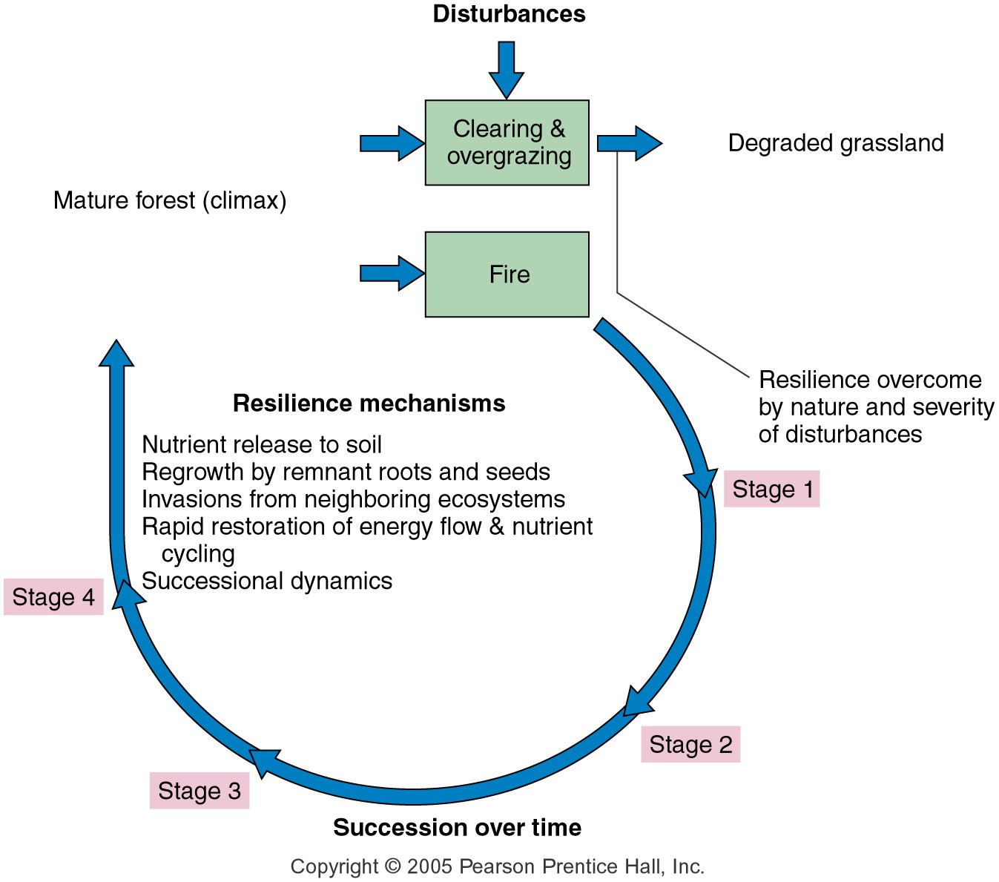 Disturbances
Clearing &
overgrazing
Degraded grassland
Mature forest (climax)
Fire
Resilience overcome
by nature and severity
of disturbances
Resilience mechanisms
Nutrient release to soil
Regrowth by remnant roots and seeds
Invasions from neighboring ecosystems
Rapid restoration of energy flow & nutrient
cycling
Successional dynamics
Stage 1
Stage 2
Stage 3
Stage 4
Succession over time
Copyright © 2005 Pearson Prentice Hall, Inc.